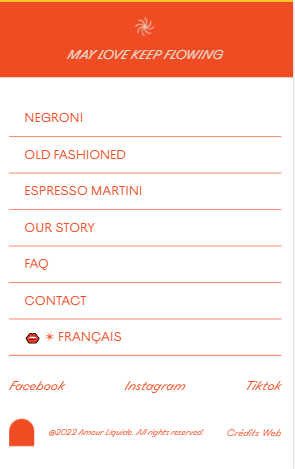 MAY LOVE KEEP FLOWING
NEGRONI
OLD FASHIONED
ESPRESSO MARTINI
OUR STORY
FAQ
CONTACT
FRANÇAIS
Facebook Instagram Tiktok
@2022 Amour Liquide. All rights reserved. Crédits Web